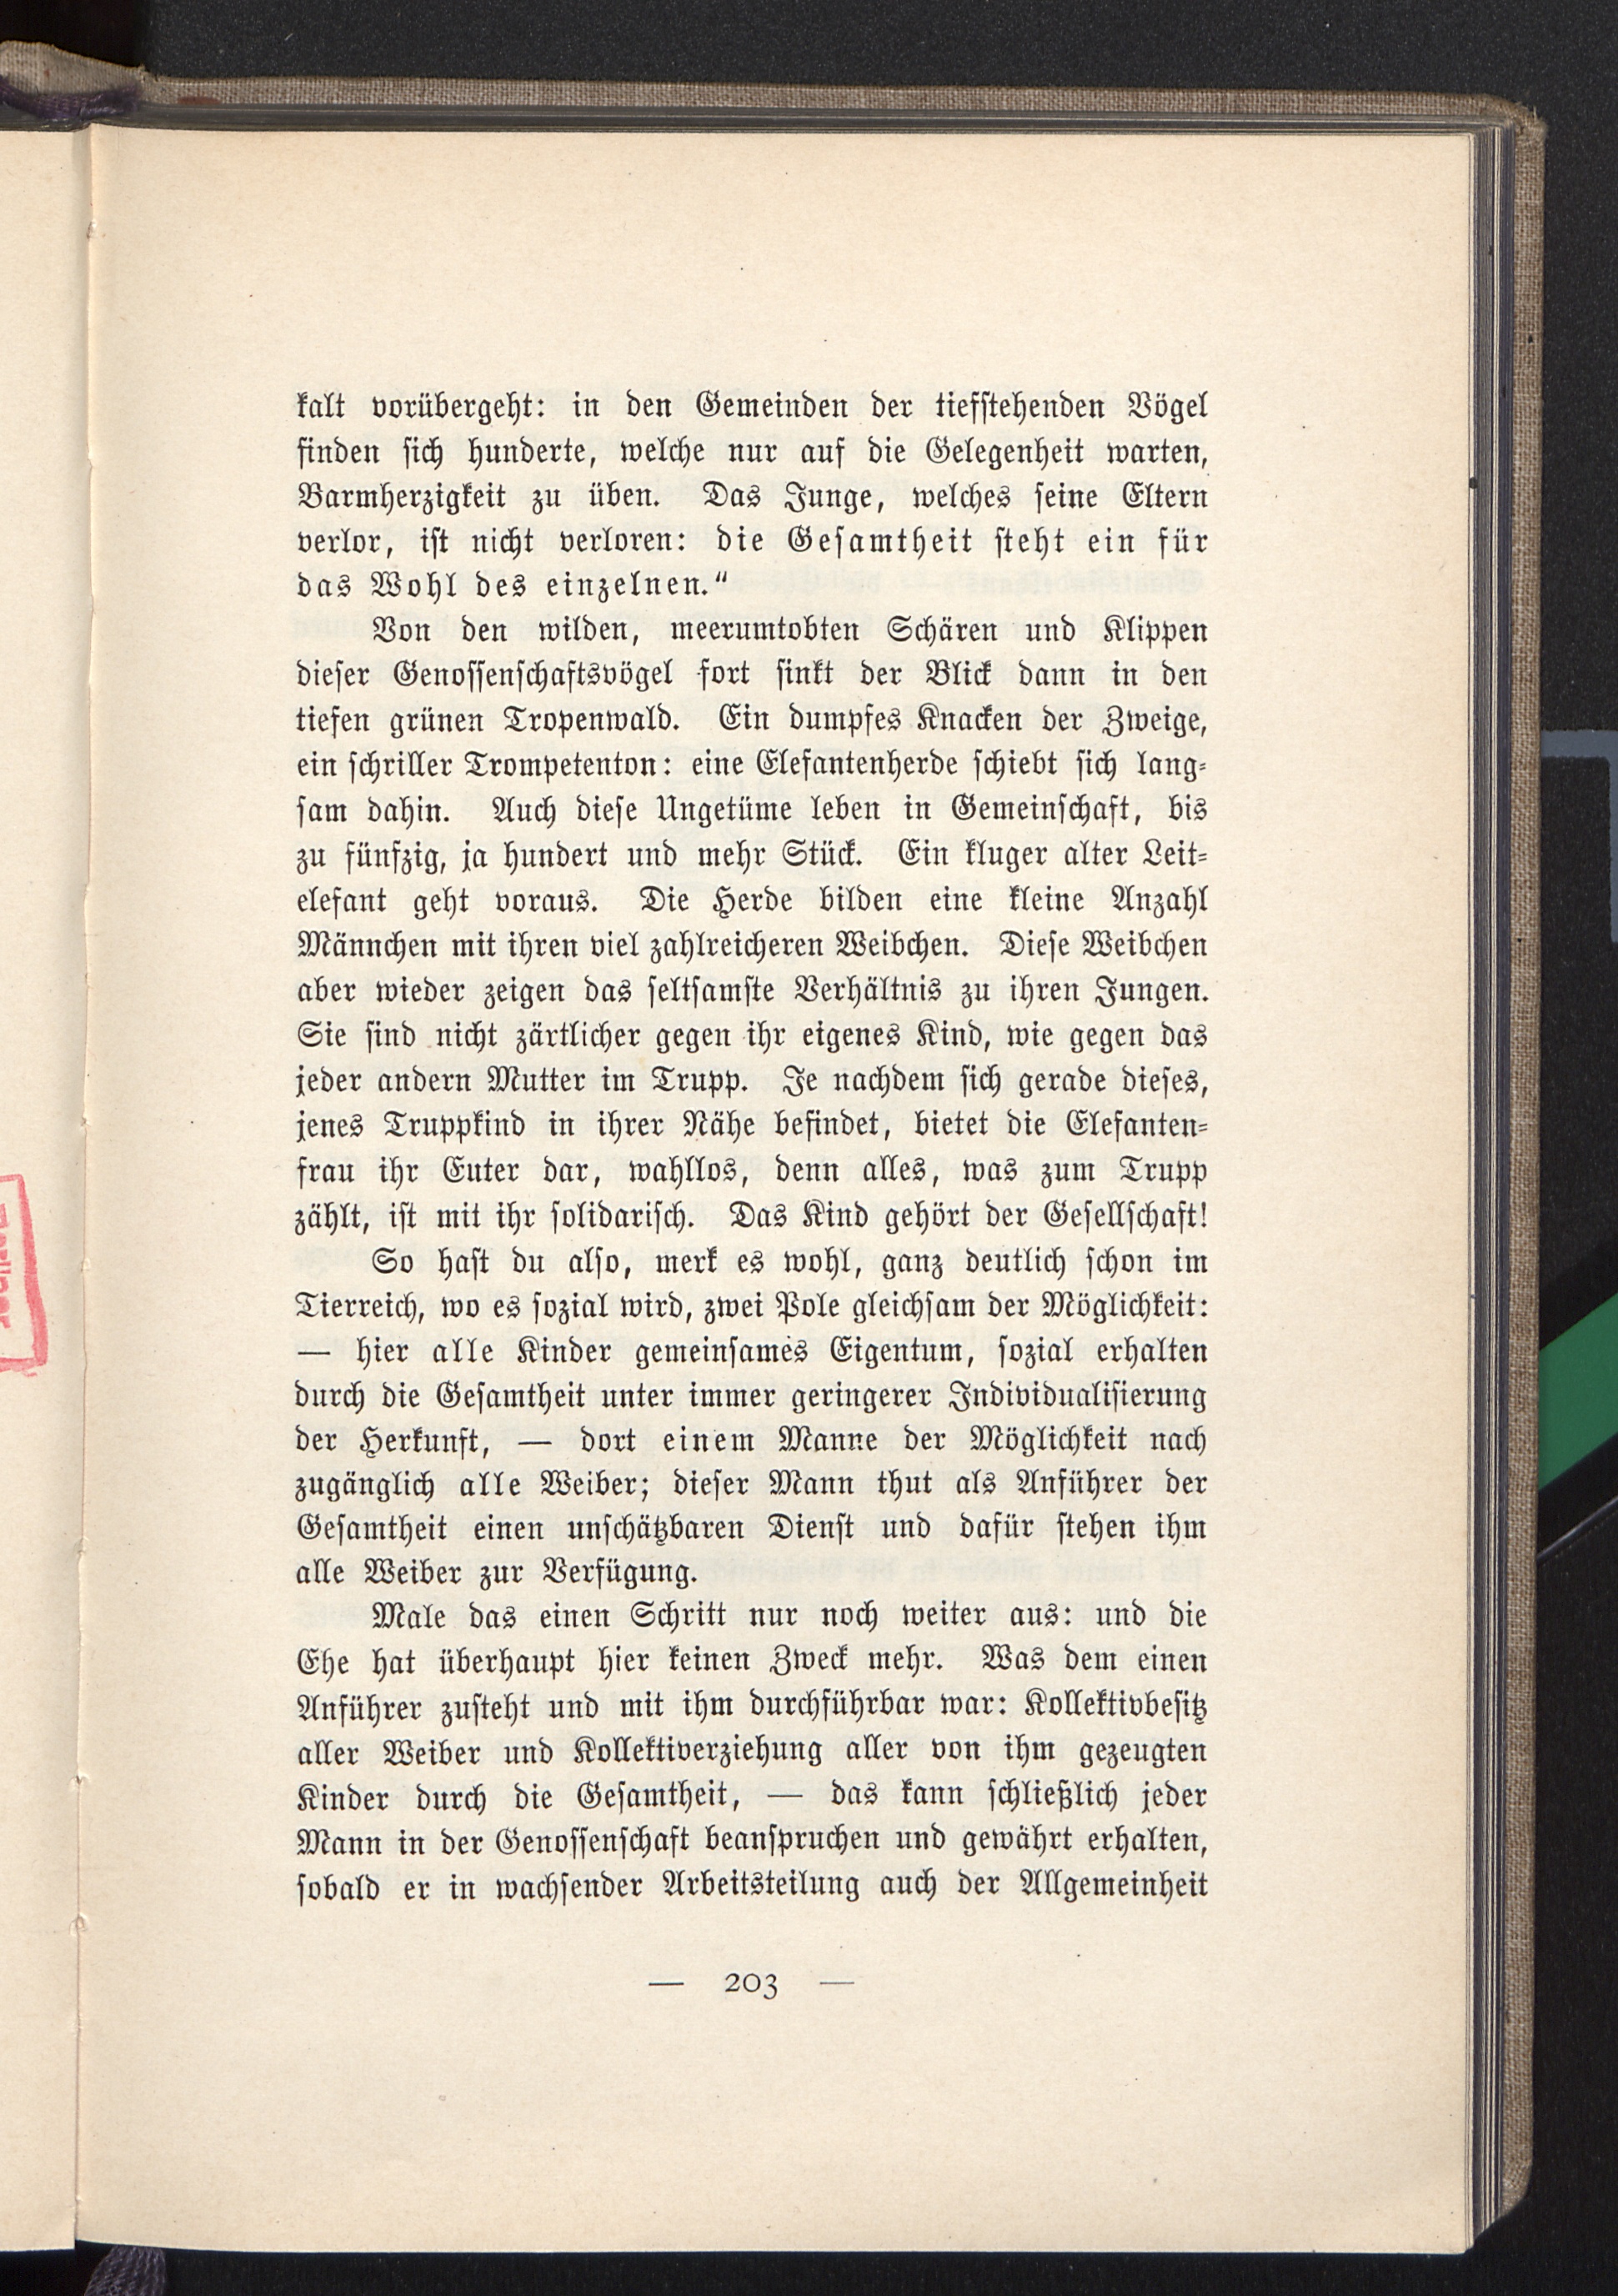 kalt vorübergeht: in den Gemeinden der tiefstehenden Vögel
finden sich hunderte, welche nur auf die Gelegenheit warten,
Barmherzigkeit zu üben. Das Junge, welches seine Eltern
verlor, ist nicht verloren: die Gesamtheit steht ein für
das Wohl des einzelnen.“
Von den wilden, meerumtobten Schären und Klippen
dieser Genossenschaftsvögel fort sinkt der Blick dann in den
tiefen grünen Tropenwald. Ein dumpfes Knacken der Zweige,
ein schriller Trompetenton: eine Elefantenherde schiebt sich lang-
sam dahin. Auch diese Ungetüme leben in Gemeinschaft, bis
zu fünfzig, ja hundert und mehr Stück. Ein kluger alter Leit-
elefant geht voraus. Die Herde bilden eine kleine Anzahl
Männchen mit ihren viel zahlreicheren Weibchen. Diese Weibchen
aber wieder zeigen das seltsamste Verhältnis zu ihren Jungen.
Sie sind nicht zärtlicher gegen ihr eigenes Kind, wie gegen das
jeder andern Mutter im Trupp. Je nachdem sich gerade dieses,
jenes Truppkind in ihrer Nähe befindet, bietet die Elefanten-
frau ihr Euter dar, wahllos, denn alles, was zum Trupp
zählt, ist mit ihr solidarisch. Das Kind gehört der Gesellschaft!
So hast du also, merk es wohl, ganz deutlich schon im
Tierreich, wo es sozial wird, zwei Pole gleichsam der Möglichkeit:
— hier alle Kinder gemeinsames Eigentum, sozial erhalten
durch die Gesamtheit unter immer geringerer Individualisierung
der Herkunft, — dort einem Manne der Möglichkeit nach
zugänglich alle Weiber; dieser Mann thut als Anführer der
Gesamtheit einen unschätzbaren Dienst und dafür stehen ihm
alle Weiber zur Verfügung.
Male das einen Schritt nur noch weiter aus: und die
Ehe hat überhaupt hier keinen Zweck mehr. Was dem einen
Anführer zusteht und mit ihm durchführbar war: Kollektivbesitz
aller Weiber und Kollektiverziehung aller von ihm gezeugten
Kinder durch die Gesamtheit, — das kann schließlich jeder
Mann in der Genossenschaft beanspruchen und gewährt erhalten,
sobald er in wachsender Arbeitsteilung auch der Allgemeinheit
— 203 —